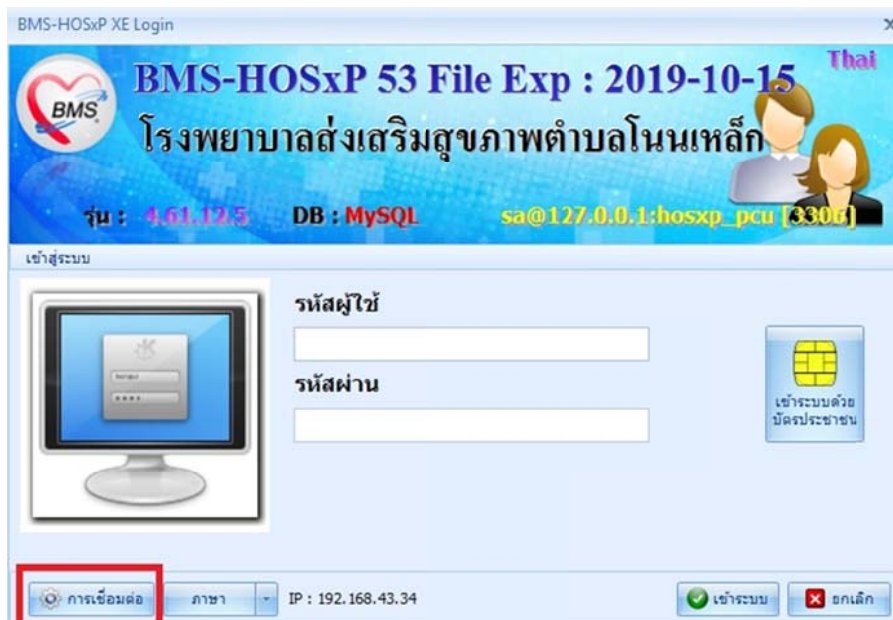 BMS-HOSxP XE Login
Thai
BMS-HOSxP 53 File Exp : 2019-10-15
BMS
โรงพยาบาลส่งเสริมสุขภาพตำบลโนนเหล็ก
รุ่น : 4.61.12.5 DB : MySQL sa@127.0.0.1:hosxp_pcu [3306]
เข้าสู่ระบบ
รหัสผู้ใช้
รหัสผ่าน
เข้าระบบด้วย
บัตรประชาชน
การเชื่อมต่อ ภาษา IP : 192.168.43.34 เข้าระบบ ยกเลิก